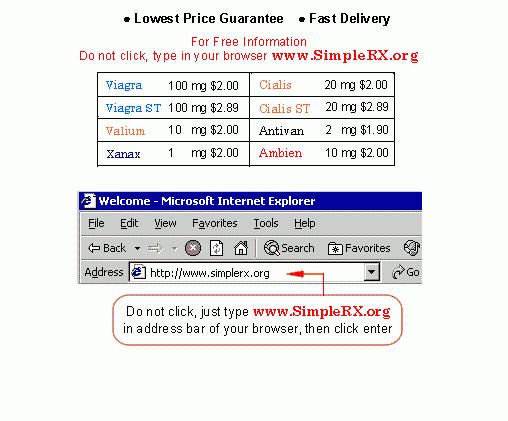 ● Lowest Price Guarantee ● Fast Delivery
For Free Information
Do not click, type in your browser www.SimpleRX.org
Viagra 100 mg $2.00 Cialis 20 mg $2.00
Viagra ST 100 mg $2.89 Cialis ST 20 mg $2.89
Valium 10 mg $2.00 Antivan 2 mg $1.90
Xanax 1 mg $2.00 Ambien 10 mg $2.00
Welcome - Microsoft Internet Explorer
File Edit View Favorites Tools Help
Back Search Favorites
Address http://www.simplerx.org Go
Do not click, just type www.SimpleRX.org
in address bar of your browser, then click enter